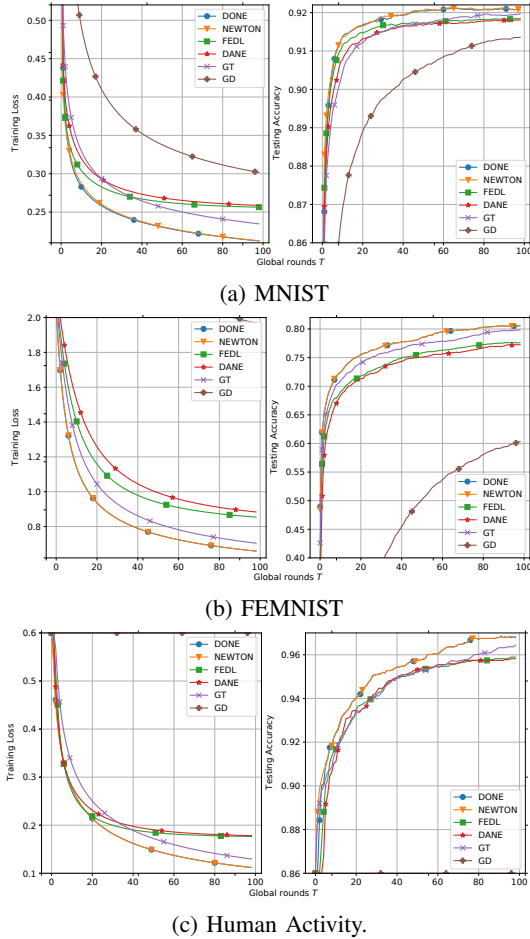 0.50
0.45
0.40
0.35
0.30
0.25
Training Loss
DONE
NEWTON
FEDL
DANE
GT
GD
0 20 40 60 80 100
Global rounds T
0.92
0.91
0.90
0.89
0.88
0.87
0.86
Testing Accuracy
DONE
NEWTON
FEDL
DANE
GT
GD
0 20 40 60 80 100
Global rounds T
(a) MNIST
2.0
1.8
1.6
1.4
1.2
1.0
0.8
Training Loss
DONE
NEWTON
FEDL
DANE
GT
GD
0 20 40 60 80 100
Global rounds T
0.80
0.75
0.70
0.65
0.60
0.55
0.50
0.45
0.40
Testing Accuracy
DONE
NEWTON
FEDL
DANE
GT
GD
0 20 40 60 80 100
Global rounds T
(b) FEMNIST
0.6
0.5
0.4
0.3
0.2
0.1
Training Loss
DONE
NEWTON
FEDL
DANE
GT
GD
0 20 40 60 80 100
Global rounds T
0.96
0.94
0.92
0.90
0.88
0.86
Testing Accuracy
DONE
NEWTON
FEDL
DANE
GT
GD
0 20 40 60 80 100
Global rounds T
(c) Human Activity.